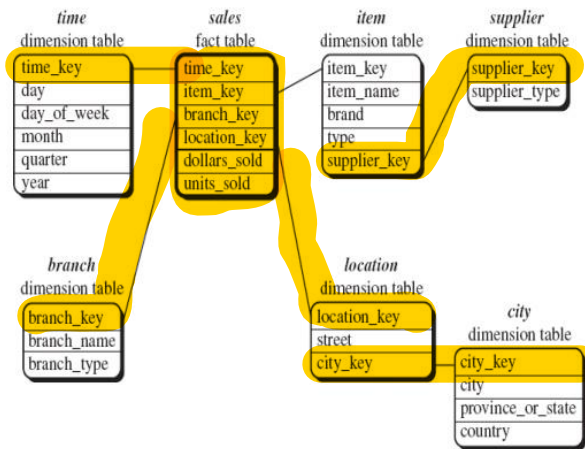 time
dimension table
time_key
day
day_of_week
month
quarter
year
sales
fact table
time_key
item_key
branch_key
location_key
dollars_sold
units_sold
item
dimension table
item_key
item_name
brand
type
supplier_key
supplier
dimension table
supplier_key
supplier_type
branch
dimension table
branch_key
branch_name
branch_type
location
dimension table
location_key
street
city_key
city
dimension table
city_key
city
province_or_state
country